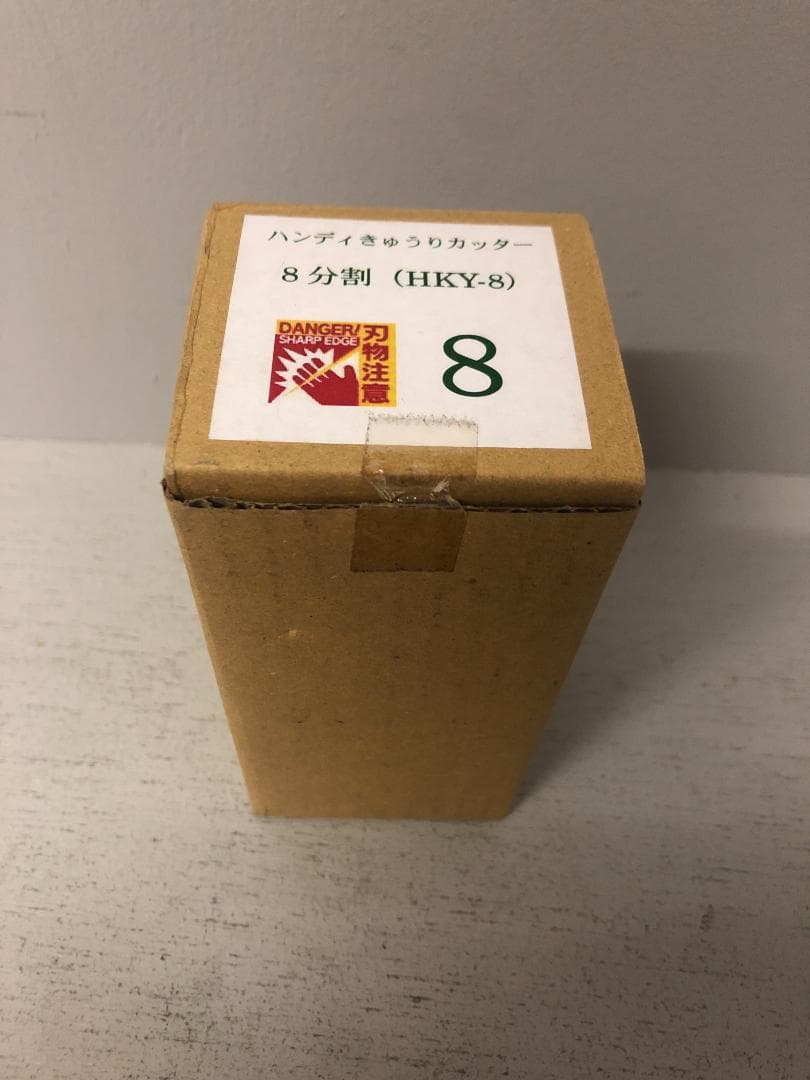 ハンディきゅうりカッター
8分割（HKY-8）
DANGER!
SHARP EDGE
刃物注意
8